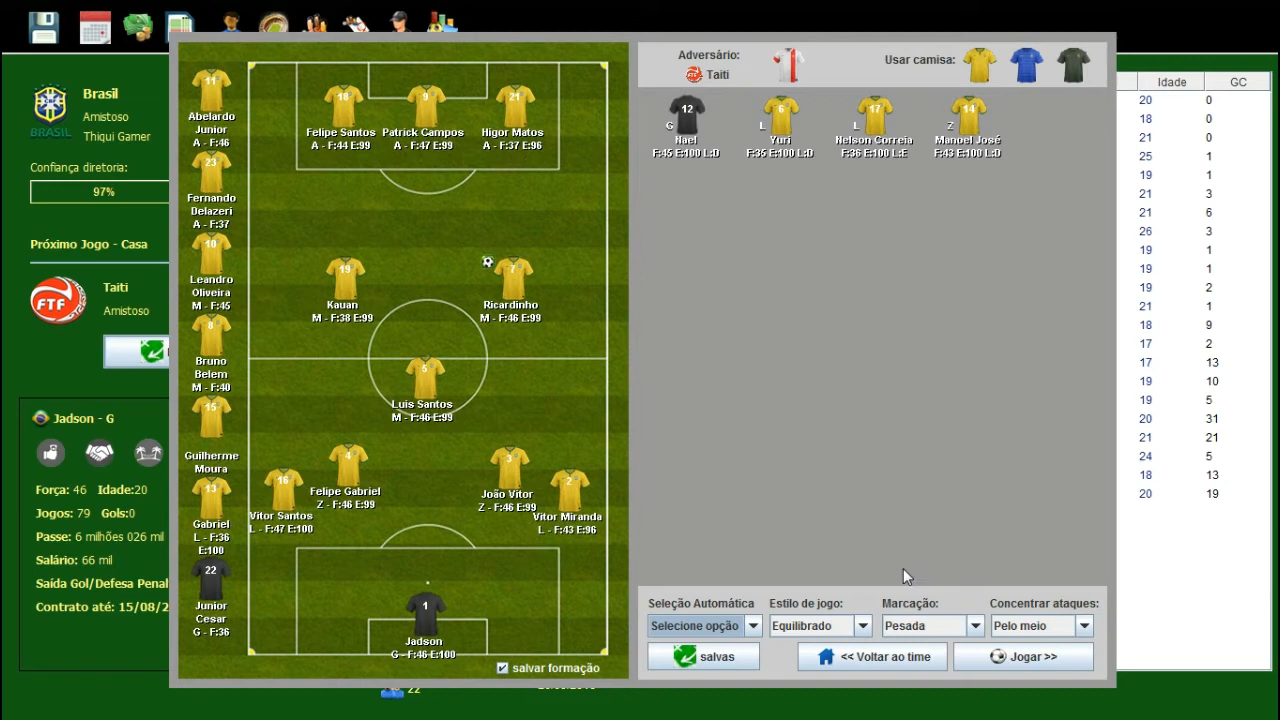 Brasil
Amistoso
Thiqui Gamer
Confiança diretoria:
97%
Próximo Jogo - Casa
FTF
Taiti
Amistoso
Jadson - G
Força: 46 Idade:20
Jogos: 79 Gols:0
Passe: 6 milhões 026 mil
Salário: 66 mil
Saída Gol/Defesa Penal
Contrato até: 15/08/2
11
Abelardo
Junior
A - F:46
23
Fernando
Delazeri
A - F:37
10
Leandro
Oliveira
M - F:45
8
Bruno
Belem
M - F:40
15
Guilherme
Moura
13
Gabriel
L - F:36
E:100
22
Junior
Cesar
G - F:36
18
Felipe Santos
A - F:44 E:99
9
Patrick Campos
A - F:47 E:99
21
Higor Matos
A - F:37 E:96
19
Kauan
M - F:38 E:99
7
Ricardinho
M - F:46 E:99
5
Luis Santos
M - F:46 E:99
16
Vitor Santos
L - F:47 E:100
4
Felipe Gabriel
Z - F:46 E:99
3
João Vitor
Z - F:46 E:99
2
Vitor Miranda
L - F:43 E:96
1
Jadson
G - F:46 E:100
salvar formação
Adversário:
Taiti
Usar camisa:
12
G
Hael
F:45 E:100 L:D
6
L
Yuri
F:35 E:100 L:D
17
L
Nelson Correia
F:36 E:100 L:E
14
Z
Manoel José
F:43 E:100 L:D
Seleção Automática
Selecione opção
Estilo de jogo:
Equilibrado
Marcação:
Pesada
Concentrar ataques:
Pelo meio
salvas
<< Voltar ao time
Jogar >>
Idade GC
20 0
18 0
21 0
25 1
19 1
21 3
21 6
26 3
19 1
19 1
19 2
21 1
18 9
17 2
17 13
19 10
19 5
20 31
21 21
24 5
18 13
20 19
22